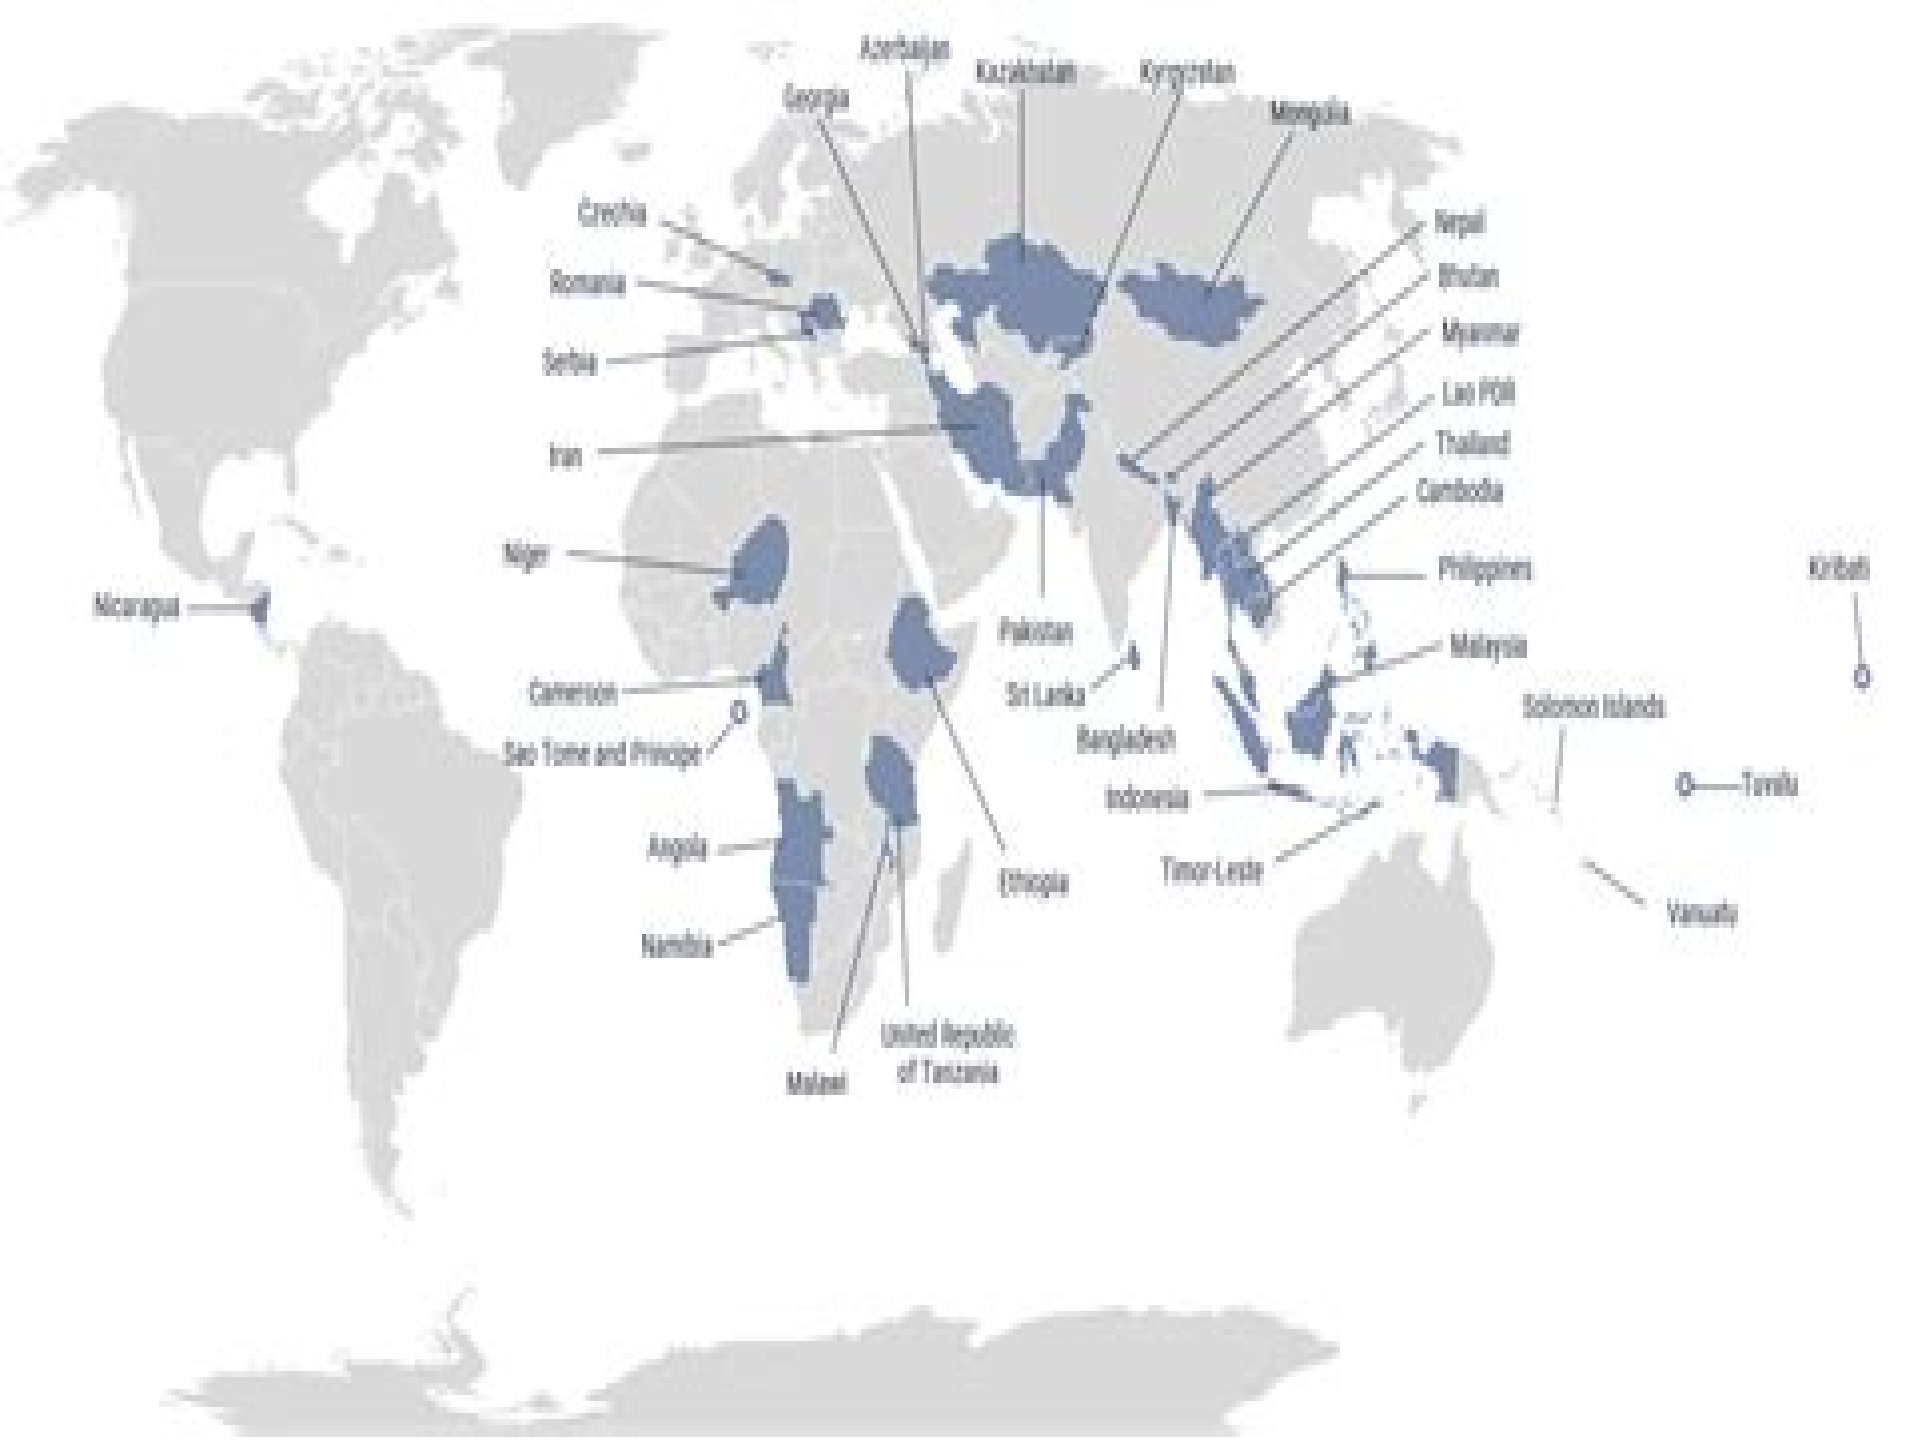 Azerbaijan
Kazakhstan
Kyrgyzstan
Georgia
Mongolia
Czechia
Nepal
Romania
Bhutan
Myanmar
Serbia
Lao PDR
Thailand
Iran
Cambodia
Niger
Philippines
Kiribati
Nicaragua
Pakistan
Malaysia
Cameroon
Sri Lanka
Solomon Islands
Sao Tome and Principe
Bangladesh
Indonesia
Tuvalu
Angola
Timor-Leste
Ethiopia
Vanuatu
Namibia
United Republic
of Tanzania
Malawi